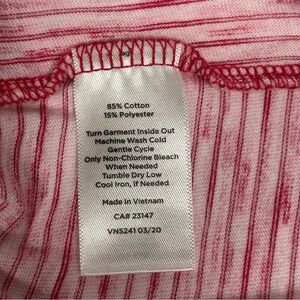 85% Cotton
15% Polyester
Turn Garment Inside Out
Machine Wash Cold
Gentle Cycle
Only Non-Chlorine Bleach
When Needed
Tumble Dry Low
Cool Iron, If Needed
Made in Vietnam
CA# 23147
VN5241 03/20